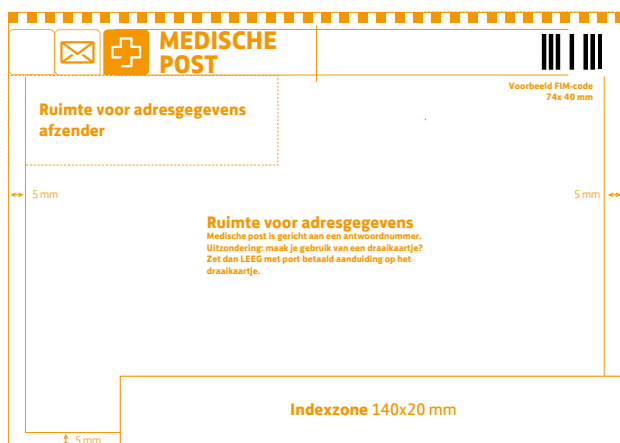 MEDISCHE
POST
Voorbeeld FIM-code
74x 40 mm
Ruimte voor adresgegevens
afzender
5 mm
5 mm
Ruimte voor adresgegevens
Medische post is gericht aan een antwoordnummer.
Uitzondering: maak je gebruik van een draaikaartje?
Zet dan LEEG met port betaald aanduiding op het
draaikaartje.
Indexzone 140x20 mm
5 mm